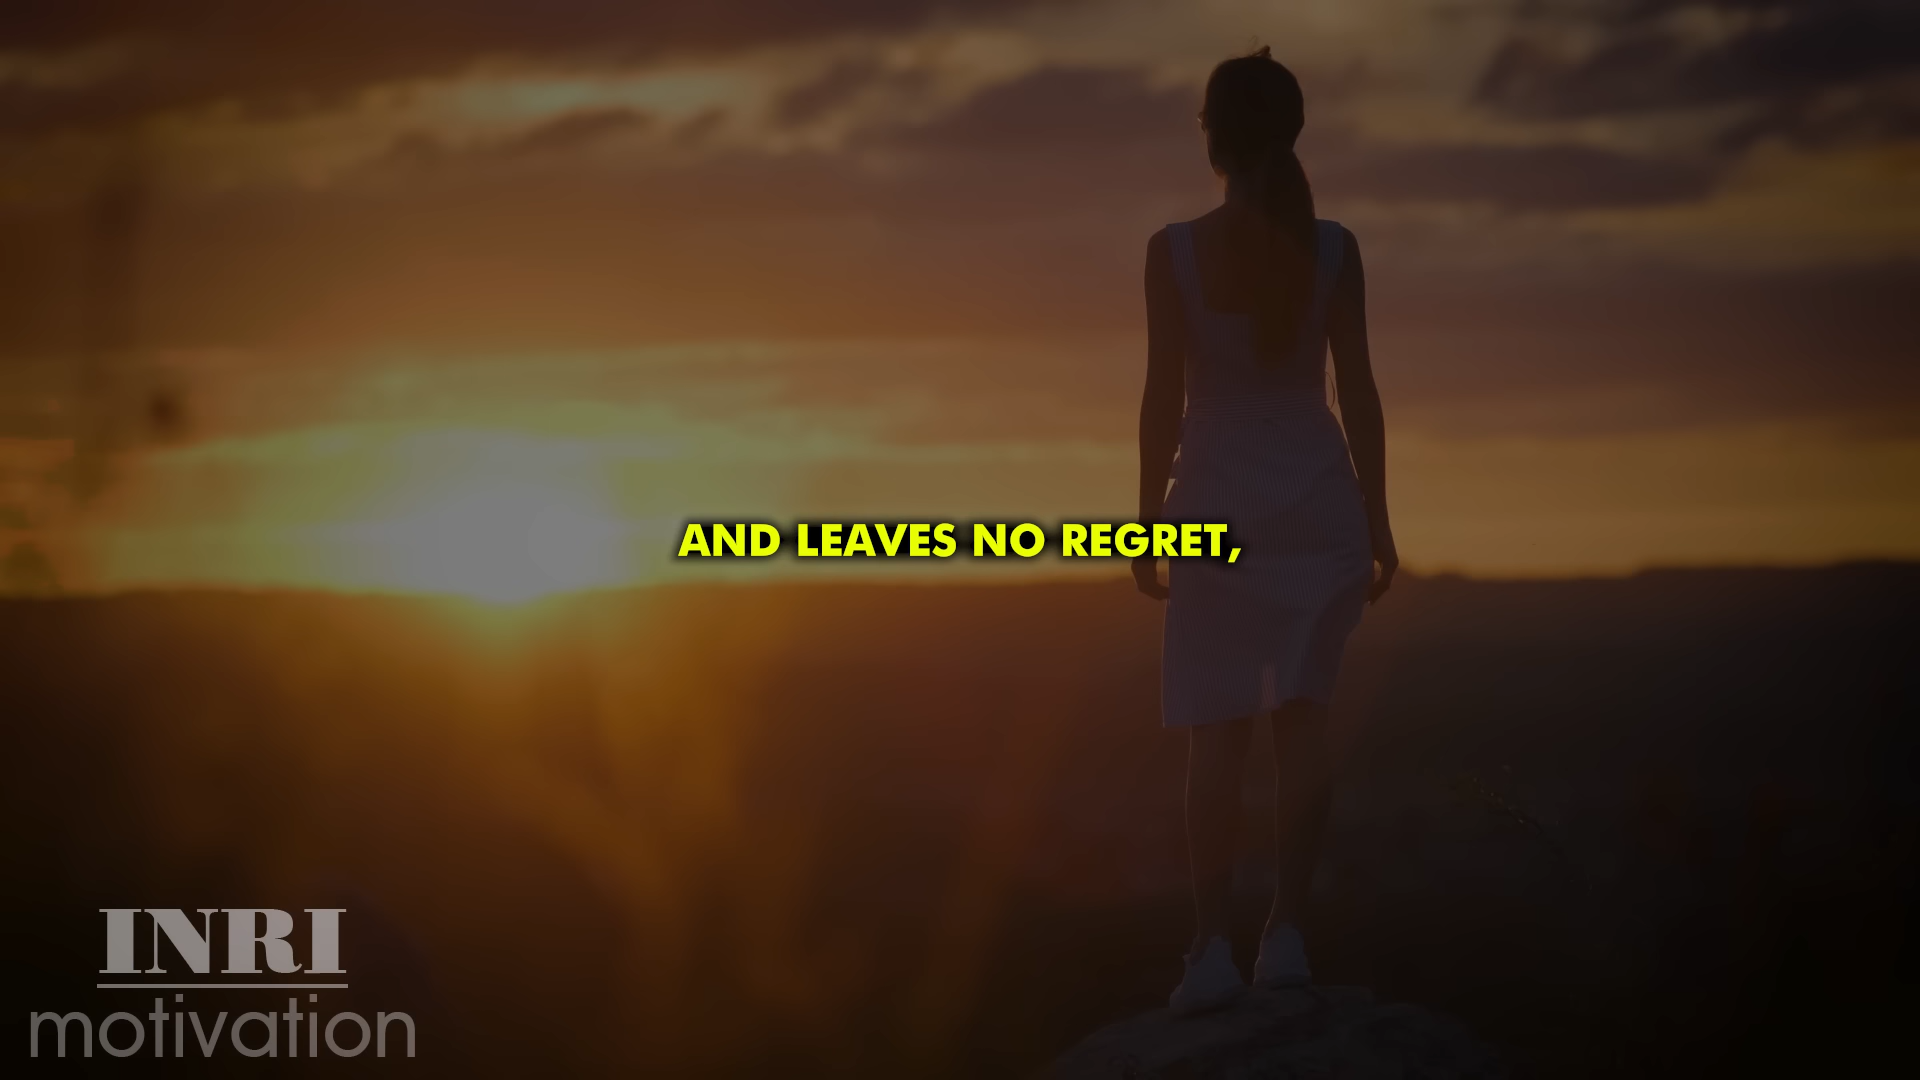 AND LEAVES NO REGRET,
INRI
motivation